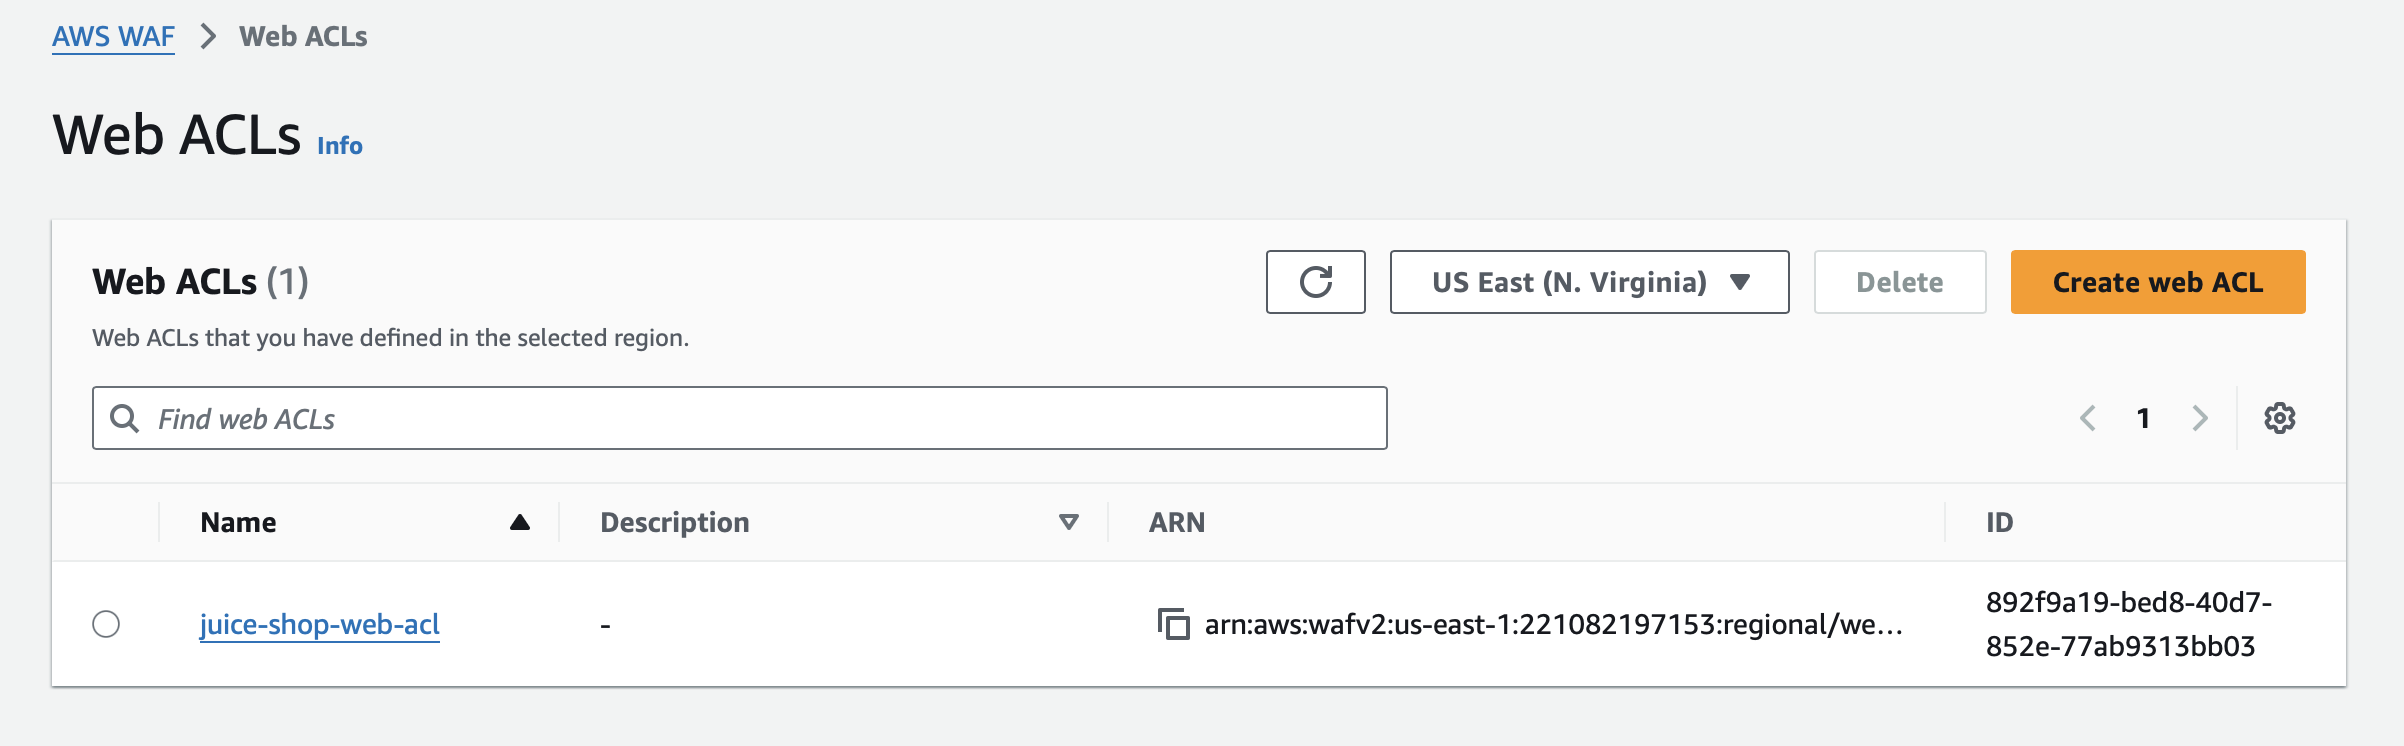 AWS WAF > Web ACLs
Web ACLs Info
Web ACLs (1)
US East (N. Virginia)
Delete
Create web ACL
Web ACLs that you have defined in the selected region.
Find web ACLs
1
Name
Description
ARN
ID
juice-shop-web-acl
-
arn:aws:wafv2:us-east-1:221082197153:regional/we...
892f9a19-bed8-40d7-
852e-77ab9313bb03